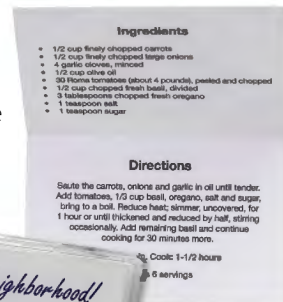 Ingredients
1/2 cup finely chopped carrots
1/2 cup finely chopped large onions
4 garlic cloves, minced
1/2 cup olive oil
30 Roma tomatoes (about 4 pounds), peeled and chopped
1/2 cup chopped fresh basil, divided
3 tablespoons chopped fresh oregano
1 teaspoon salt
1 teaspoon sugar
Directions
Saute the carrots, onions and garlic in oil until tender.
Add tomatoes, 1/3 cup basil, oregano, salt and sugar,
bring to a boil. Reduce heat; simmer, uncovered, for
1 hour or until thickened and reduced by half, stirring
occasionally. Add remaining basil and continue
cooking for 30 minutes more.
Cook: 1-1/2 hours
6 servings
ighborhood!